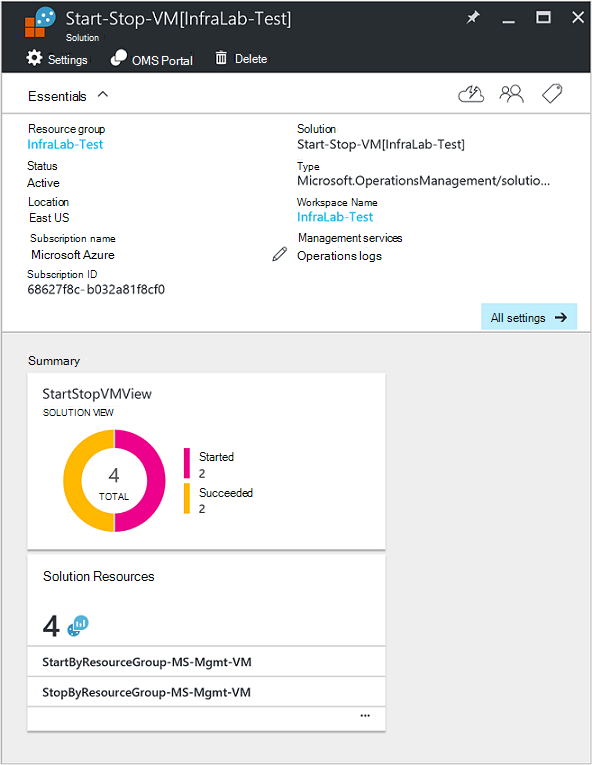 Start-Stop-VM[InfraLab-Test]
Solution
Settings
OMS Portal
Delete
Essentials
Resource group
InfraLab-Test
Solution
Start-Stop-VM[InfraLab-Test]
Status
Active
Type
Microsoft.OperationsManagement/solutio...
Location
East US
Workspace Name
InfraLab-Test
Subscription name
Microsoft Azure
Management services
Operations logs
Subscription ID
68627f8c-b032a81f8cf0
All settings
Summary
StartStopVMView
SOLUTION VIEW
4
TOTAL
Started
2
Succeeded
2
Solution Resources
4
StartByResourceGroup-MS-Mgmt-VM
StopByResourceGroup-MS-Mgmt-VM
...